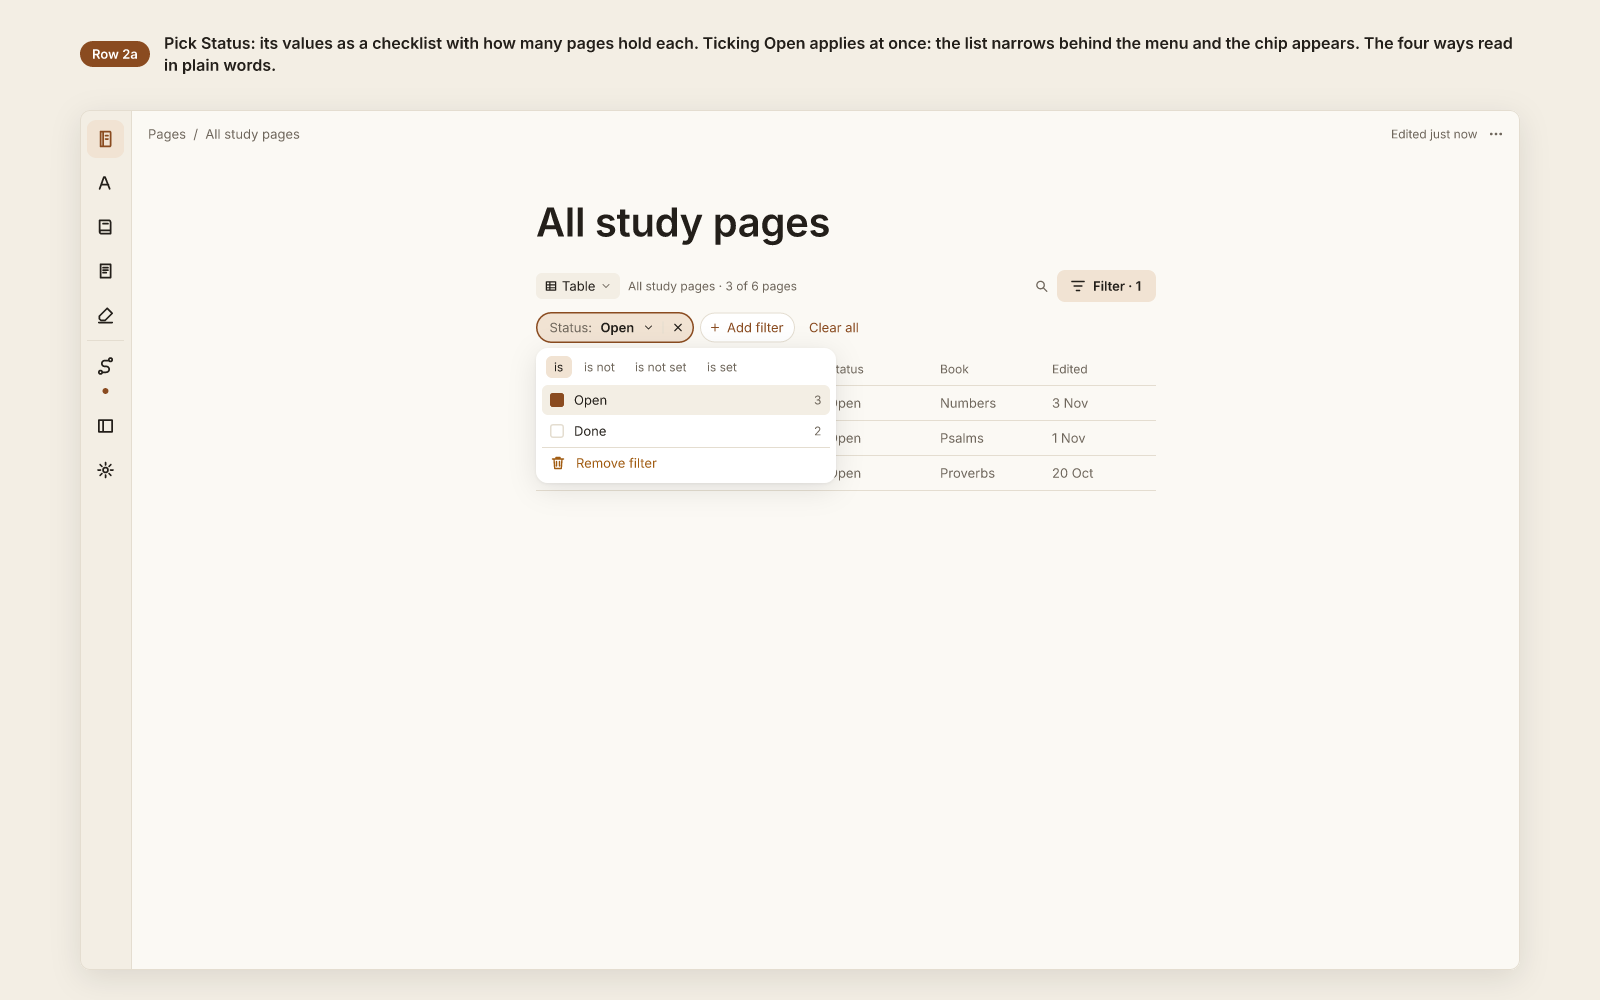 Row 2a
Pick Status: its values as a checklist with how many pages hold each. Ticking Open applies at once: the list narrows behind the menu and the chip appears. The four ways read
in plain words.
Pages / All study pages
Edited just now
All study pages
Table
All study pages · 3 of 6 pages
Filter · 1
Status: Open
Add filter
Clear all
is is not is not set is set
Book Edited
Open 3
Numbers 3 Nov
Done 2
Psalms 1 Nov
Remove filter
Proverbs 20 Oct